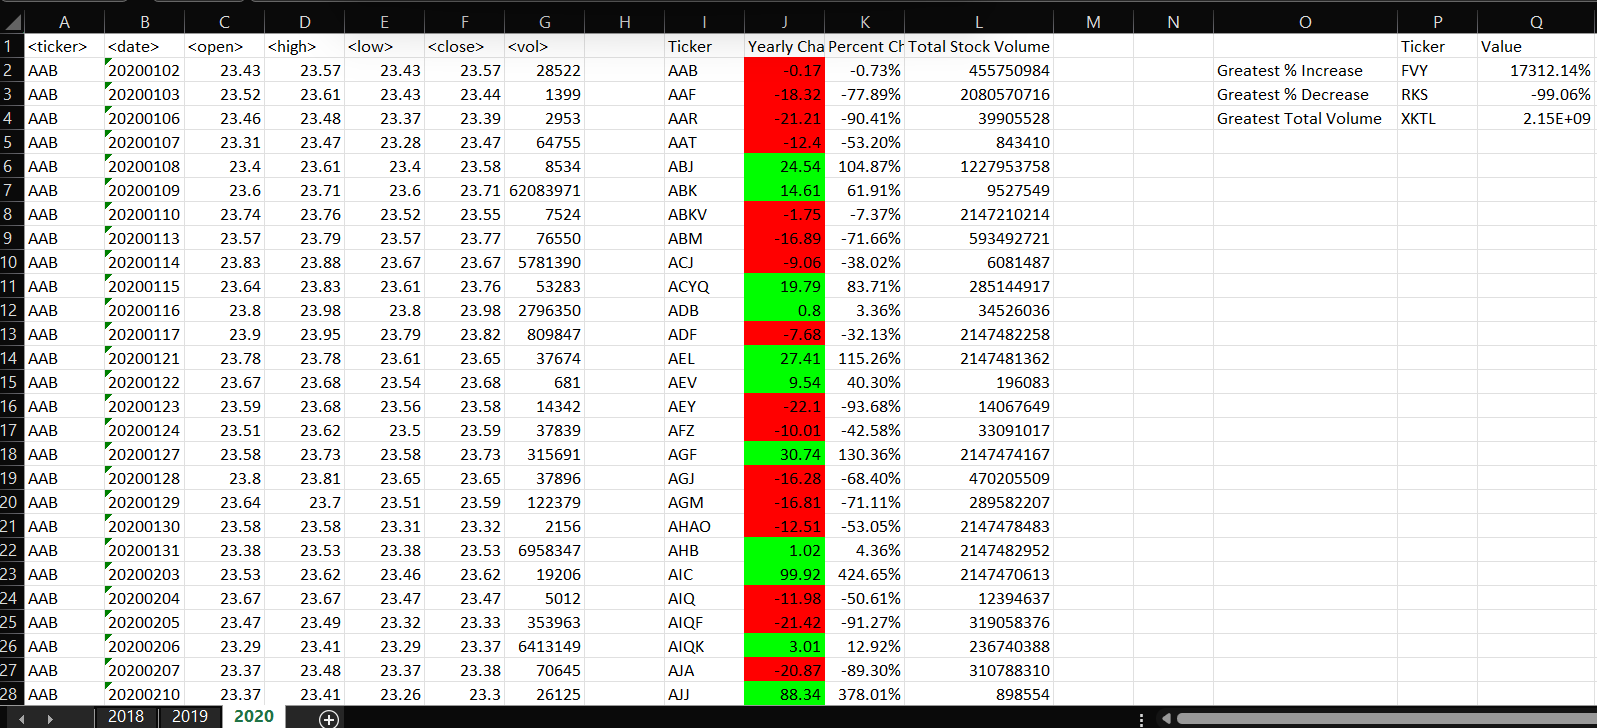 A B C D E F G H I J K L M N O P Q
1 <ticker> <date> <open> <high> <low> <close> <vol> Ticker Yearly Cha Percent Ch Total Stock Volume Ticker Value
2 AAB 20200102 23.43 23.57 23.43 23.57 28522 AAB -0.17 -0.73% 455750984 Greatest % Increase FVY 17312.14%
3 AAB 20200103 23.52 23.61 23.43 23.44 1399 AAF -18.32 -77.89% 2080570716 Greatest % Decrease RKS -99.06%
4 AAB 20200106 23.46 23.48 23.37 23.39 2953 AAR -21.21 -90.41% 39905528 Greatest Total Volume XKTL 2.15E+09
5 AAB 20200107 23.31 23.47 23.28 23.47 64755 AAT -12.4 -53.20% 843410
6 AAB 20200108 23.4 23.61 23.4 23.58 8534 ABJ 24.54 104.87% 1227953758
7 AAB 20200109 23.6 23.71 23.6 23.71 62083971 ABK 14.61 61.91% 9527549
8 AAB 20200110 23.74 23.76 23.52 23.55 7524 ABKV -1.75 -7.37% 2147210214
9 AAB 20200113 23.57 23.79 23.57 23.77 76550 ABM -16.89 -71.66% 593492721
10 AAB 20200114 23.83 23.88 23.67 23.67 5781390 ACJ -9.06 -38.02% 6081487
11 AAB 20200115 23.64 23.83 23.61 23.76 53283 ACYQ 19.79 83.71% 285144917
12 AAB 20200116 23.8 23.98 23.8 23.98 2796350 ADB 0.8 3.36% 34526036
13 AAB 20200117 23.9 23.95 23.79 23.82 809847 ADF -7.68 -32.13% 2147482258
14 AAB 20200121 23.78 23.78 23.61 23.65 37674 AEL 27.41 115.26% 2147481362
15 AAB 20200122 23.67 23.68 23.54 23.68 681 AEV 9.54 40.30% 196083
16 AAB 20200123 23.59 23.68 23.56 23.58 14342 AEY -22.1 -93.68% 14067649
17 AAB 20200124 23.51 23.62 23.5 23.59 37839 AFZ -10.01 -42.58% 33091017
18 AAB 20200127 23.58 23.73 23.58 23.73 315691 AGF 30.74 130.36% 2147474167
19 AAB 20200128 23.8 23.81 23.65 23.65 37896 AGJ -16.28 -68.40% 470205509
20 AAB 20200129 23.64 23.7 23.51 23.59 122379 AGM -16.81 -71.11% 289582207
21 AAB 20200130 23.58 23.58 23.31 23.32 2156 AHAO -12.51 -53.05% 2147478483
22 AAB 20200131 23.38 23.53 23.38 23.53 6958347 AHB 1.02 4.36% 2147482952
23 AAB 20200203 23.53 23.62 23.46 23.62 19206 AIC 99.92 424.65% 2147470613
24 AAB 20200204 23.67 23.67 23.47 23.47 5012 AIQ -11.98 -50.61% 12394637
25 AAB 20200205 23.47 23.49 23.32 23.33 353963 AIQF -21.42 -91.27% 319058376
26 AAB 20200206 23.29 23.41 23.29 23.37 6413149 AIQK 3.01 12.92% 236740388
27 AAB 20200207 23.37 23.48 23.37 23.38 70645 AJA -20.87 -89.30% 310788310
28 AAB 20200210 23.37 23.41 23.26 23.3 26125 AJJ 88.34 378.01% 898554
2018 2019 2020